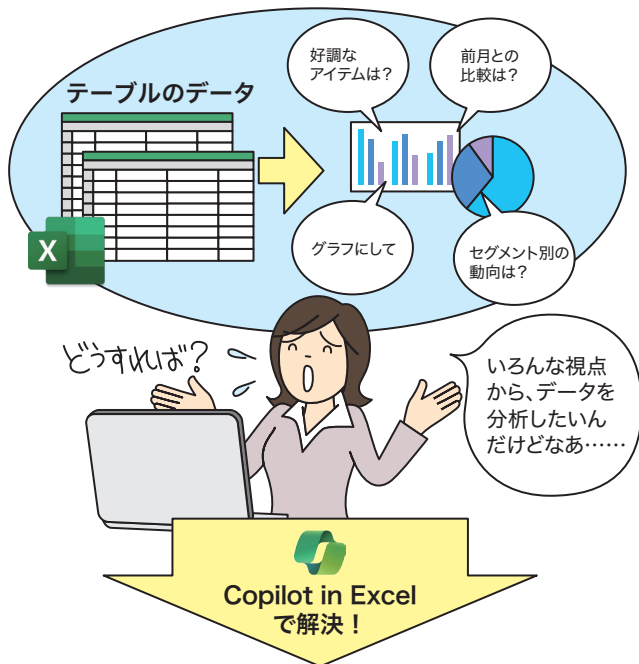 好調な
アイテムは？
前月との
比較は？
テーブルのデータ
X
グラフにして
セグメント別の
動向は？
どうすれば？
いろんな視点
から、データを
分析したいん
だけどなあ……
Copilot in Excel
で解決！